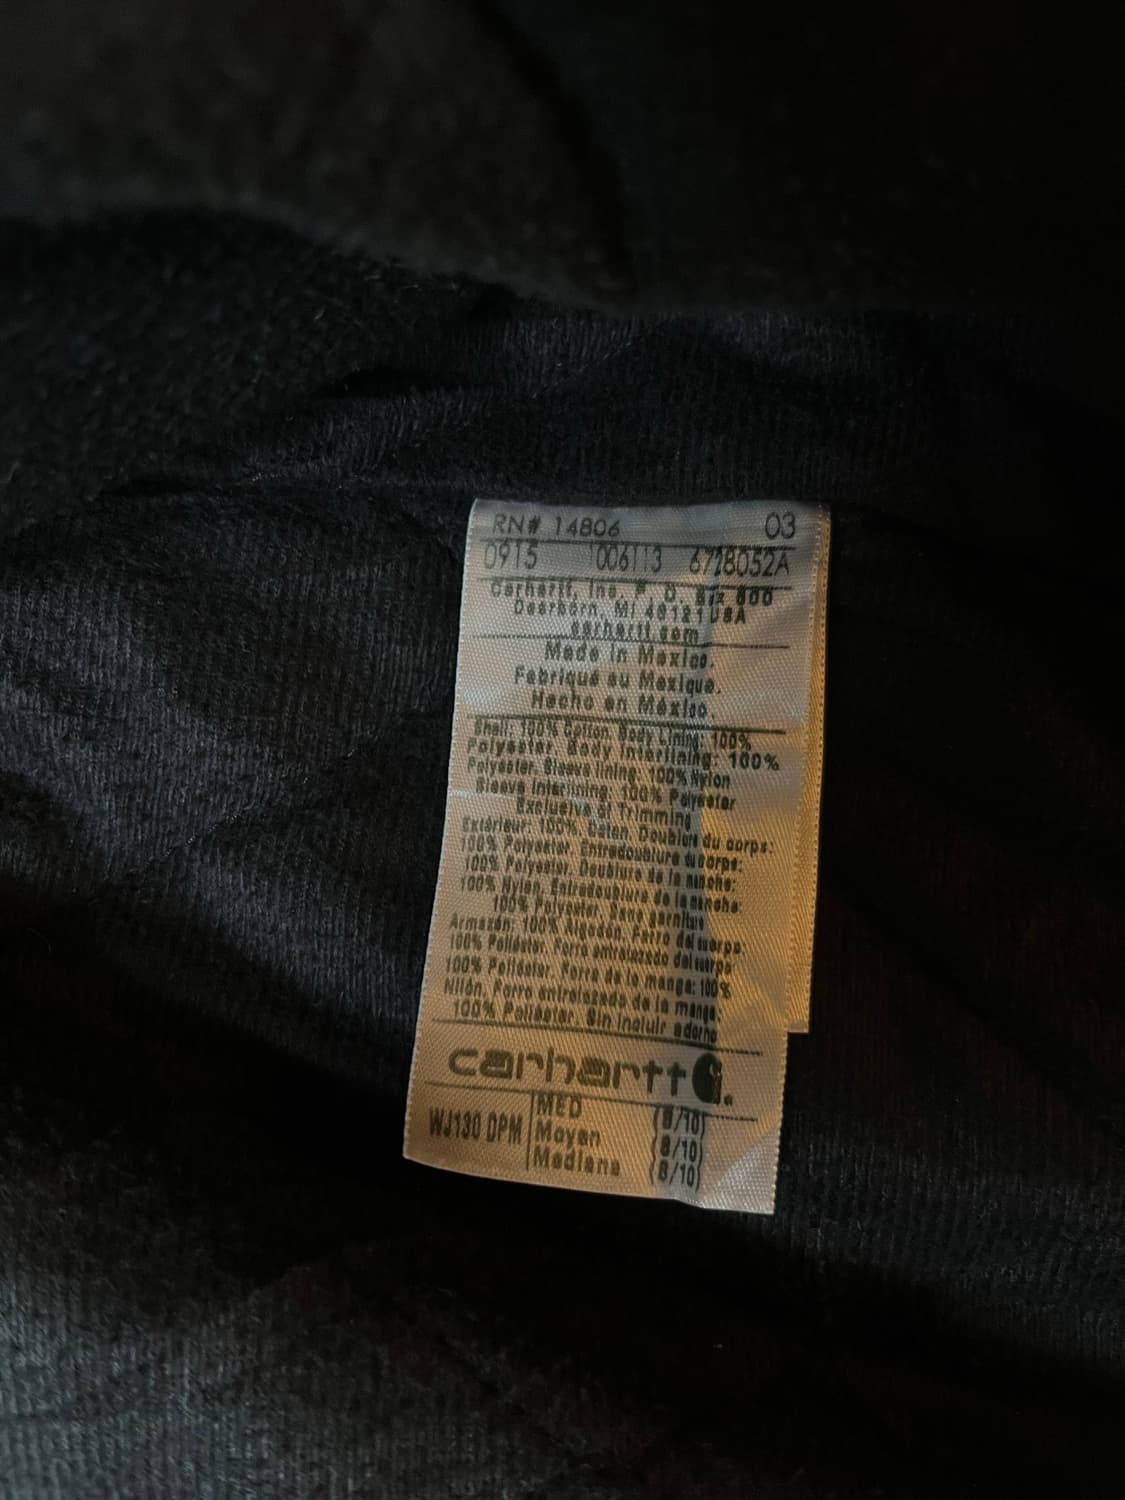 RN# 14806 03
0915 1006113 6728052A
Carhartt, Inc. P. O. Box 600
Dearborn, MI 48121 USA
carhartt.com
Made in Mexico.
Fabriqué au Mexique.
Hecho en México.
Shell: 100% Cotton, Body Lining: 100%
Polyester, Body Interlining: 100%
Polyester, Sleeve lining: 100% Nylon
Sleeve Interlining: 100% Polyester
Exclusive of Trimming
Extérieur: 100% Coton, Doublure du corps:
100% Polyester, Entredoublure du corps:
100% Polyester, Doublure de la manche:
100% Nylon, Entredoublure de la manche:
100% Polyester, Sans garniture
Armazón: 100% Algodón, Forro del cuerpo:
100% Poliéster, Forro entrelazado del cuerpo
100% Poliéster, Forro de la manga: 100%
Nilón, Forro entrelazado de la manga:
100% Poliéster, Sin incluir adorno
carhartt
WJ130 DPM MED (8/10)
Moyen (8/10)
Mediana (8/10)